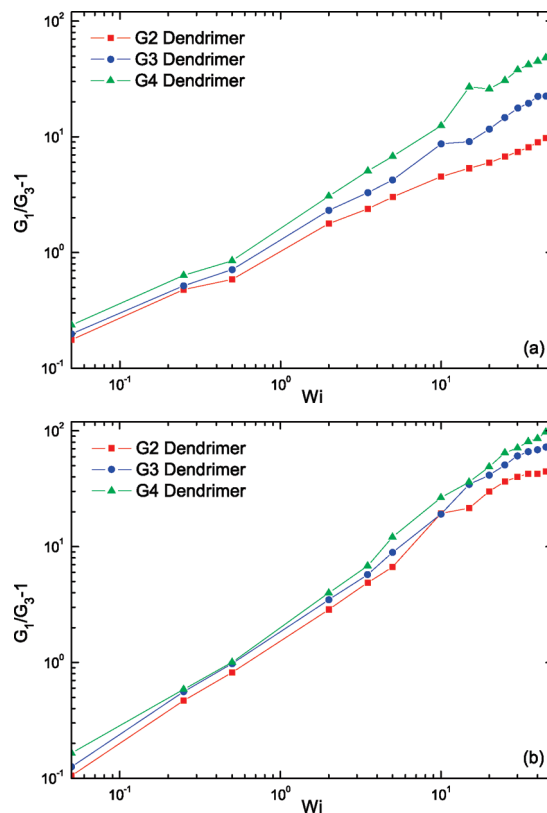 10²
G2 Dendrimer
G3 Dendrimer
G4 Dendrimer
10¹
G₁/G₃-1
10⁰
10⁻¹
(a)
10⁻¹
10⁰
10¹
Wi
10²
G2 Dendrimer
G3 Dendrimer
G4 Dendrimer
10¹
G₁/G₃-1
10⁰
10⁻¹
(b)
10⁻¹
10⁰
10¹
Wi